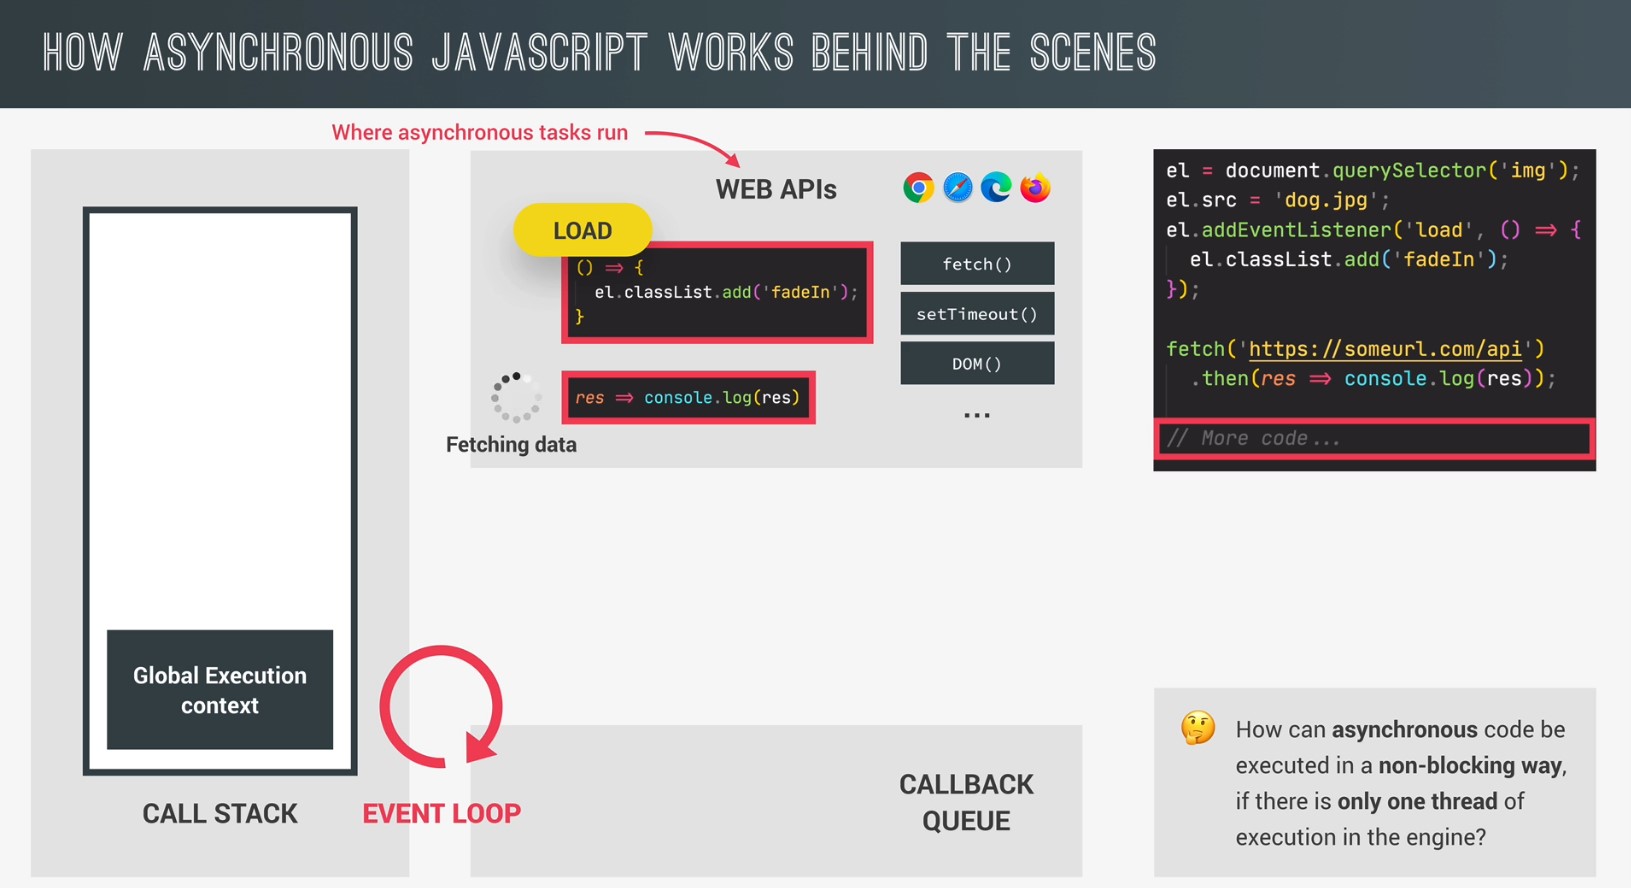 HOW ASYNCHRONOUS JAVASCRIPT WORKS BEHIND THE SCENES
Where asynchronous tasks run
WEB APIs
LOAD
() => {
el.classList.add('fadeIn');
}
res => console.log(res)
Fetching data
fetch()
setTimeout()
DOM()
...
el = document.querySelector('img');
el.src = 'dog.jpg';
el.addEventListener('load', () => {
el.classList.add('fadeIn');
});
fetch('https://someurl.com/api')
.then(res => console.log(res));
// More code...
Global Execution
context
CALL STACK
EVENT LOOP
CALLBACK
QUEUE
How can asynchronous code be
executed in a non-blocking way,
if there is only one thread of
execution in the engine?